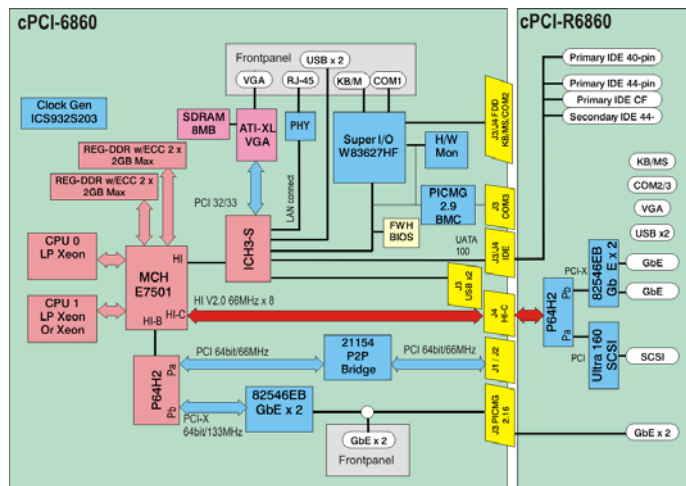 cPCI-6860
cPCI-R6860
Frontpanel
USB x 2
VGA
RJ-45
KB/M
COM1
Clock Gen
ICS932S203
SDRAM
8MB
ATI-XL
VGA
PHY
Super I/O
W83627HF
H/W
Mon
J3/U4 FDD
KB/MS/COM2
Primary IDE 40-pin
Primary IDE 44-pin
Primary IDE CF
Secondary IDE 44-
REG-DDR w/ECC 2 x
2GB Max
REG-DDR w/ECC 2 x
2GB Max
PCI 32/33
LAN connect
PICMG
2.9
BMC
J3
COM3
KB/MS
COM2/3
VGA
USB x2
CPU 0
LP Xeon
HI
MCH
E7501
ICH3-S
FWH
BIOS
UATA
100
J3/U4
IDE
J3
USB x2
CPU 1
LP Xeon
Or Xeon
HI-C
HI-B
HI V2.0 66MHz x 8
J4
HI-C
P64H2
Pb
Pa
PCI-X
82546EB
Gb E x 2
GbE
GbE
PCI
Ultra 160
SCSI
SCSI
P64H2
Pa
Pb
PCI 64bit/66MHz
21154
P2P
Bridge
PCI 64bit/66MHz
J1 / J2
PCI-X
64bit/133MHz
82546EB
GbE x 2
J3 PICMG
2.16
GbE x 2
Frontpanel
GbE x 2